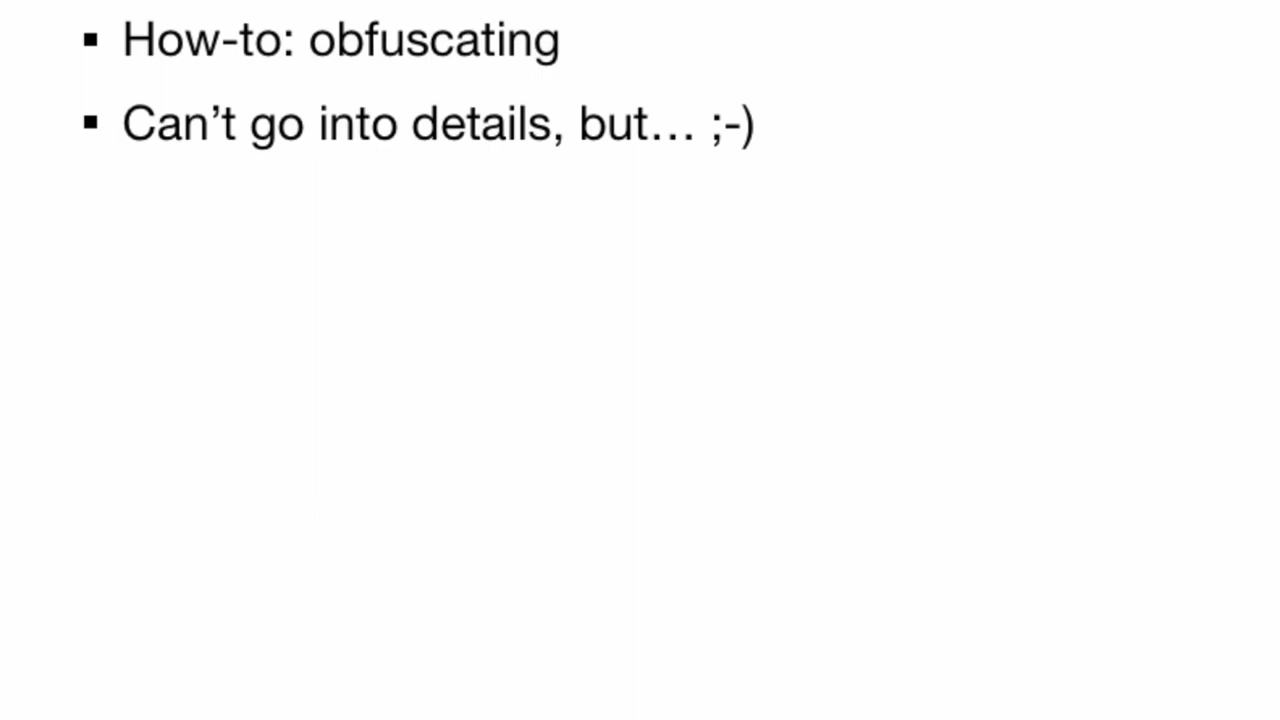 ▪ How-to: obfuscating
▪ Can’t go into details, but… ;-)